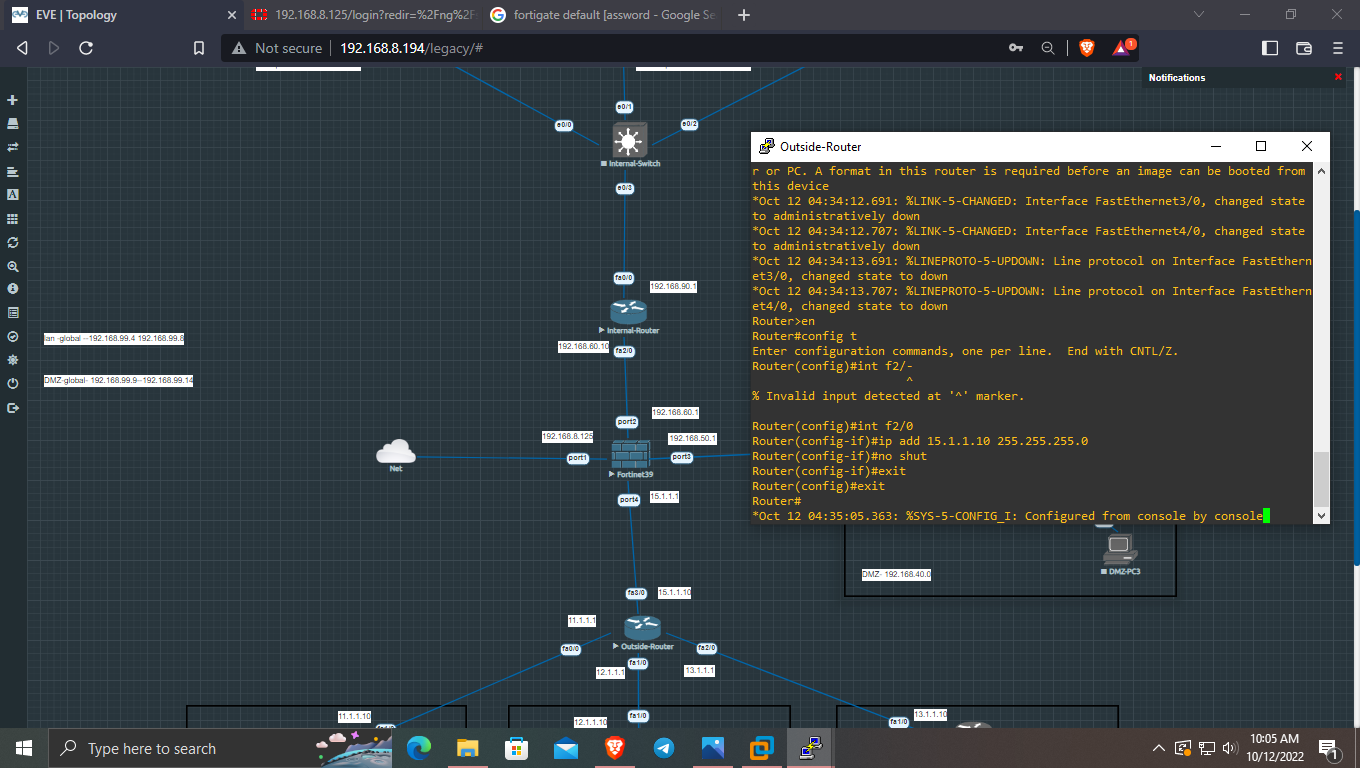 EVE | Topology
192.168.8.125/login?redir=%2Fng%2F
fortigate default [assword - Google Se
Not secure
192.168.8.194/legacy/#
1
Notifications
e0/1
e0/0
e0/2
Internal-Switch
e0/3
fa0/0
192.168.90.1
Internal-Router
192.168.60.10
fa2/0
lan -global --192.168.99.4 192.168.99.8
DMZ-global- 192.168.99.9--192.168.99.14
192.168.60.1
port2
192.168.8.125
192.168.50.1
Net
port1
port3
Fortinet39
port4
15.1.1.1
Outside-Router
r or PC. A format in this router is required before an image can be booted from
this device
*Oct 12 04:34:12.691: %LINK-5-CHANGED: Interface FastEthernet3/0, changed state
to administratively down
*Oct 12 04:34:12.707: %LINK-5-CHANGED: Interface FastEthernet4/0, changed state
to administratively down
*Oct 12 04:34:13.691: %LINEPROTO-5-UPDOWN: Line protocol on Interface FastEthern
et3/0, changed state to down
*Oct 12 04:34:13.707: %LINEPROTO-5-UPDOWN: Line protocol on Interface FastEthern
et4/0, changed state to down
Router>en
Router#config t
Enter configuration commands, one per line.  End with CNTL/Z.
Router(config)#int f2/-
^
% Invalid input detected at '^' marker.
Router(config)#int f2/0
Router(config-if)#ip add 15.1.1.10 255.255.255.0
Router(config-if)#no shut
Router(config-if)#exit
Router(config)#exit
Router#
*Oct 12 04:35:05.363: %SYS-5-CONFIG_I: Configured from console by console
DMZ-PC3
DMZ- 192.168.40.0
fa3/0
15.1.1.10
11.1.1.1
Outside-Router
fa0/0
fa1/0
fa2/0
12.1.1.1
13.1.1.1
11.1.1.10
12.1.1.10
fa1/0
13.1.1.10
fa1/0
Type here to search
10:05 AM
10/12/2022
1